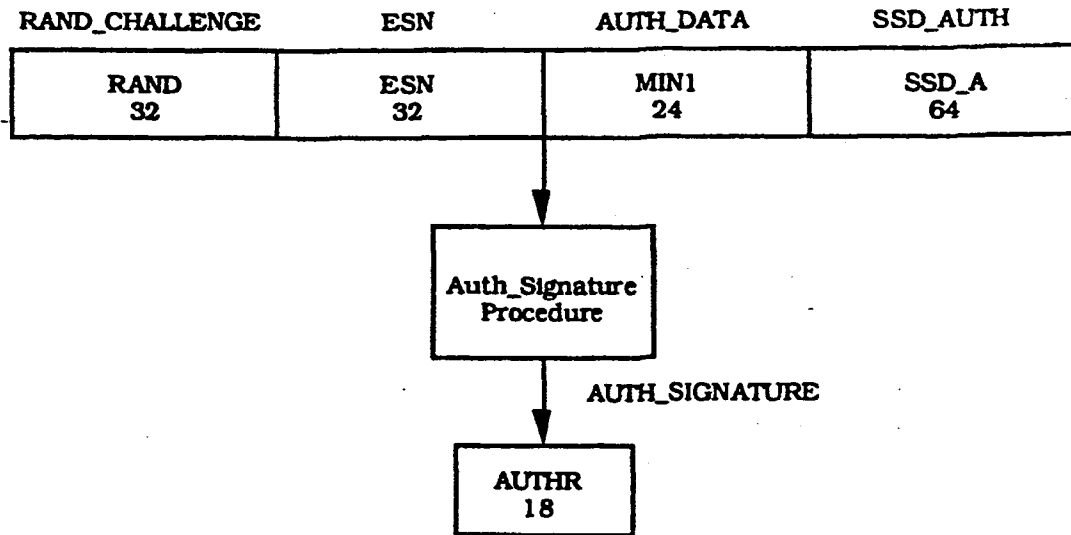 RAND_CHALLENGE ESN AUTH_DATA SSD_AUTH
RAND ESN MIN1 SSD_A
32 32 24 64
Auth_Signature
Procedure
AUTH_SIGNATURE
AUTHR
18